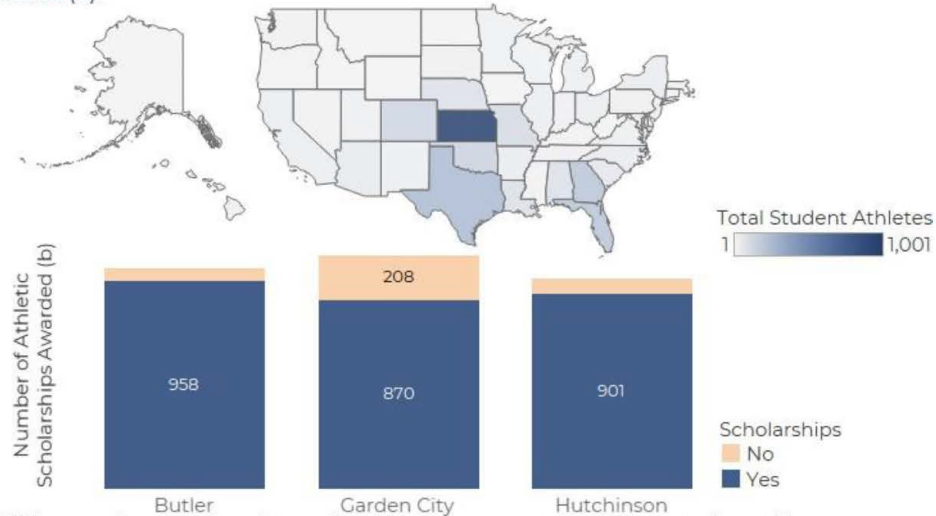 Total Student Athletes
1
1,001
Number of Athletic
Scholarships Awarded (b)
208
958
870
901
Scholarships
No
Yes
Butler
Garden City
Hutchinson